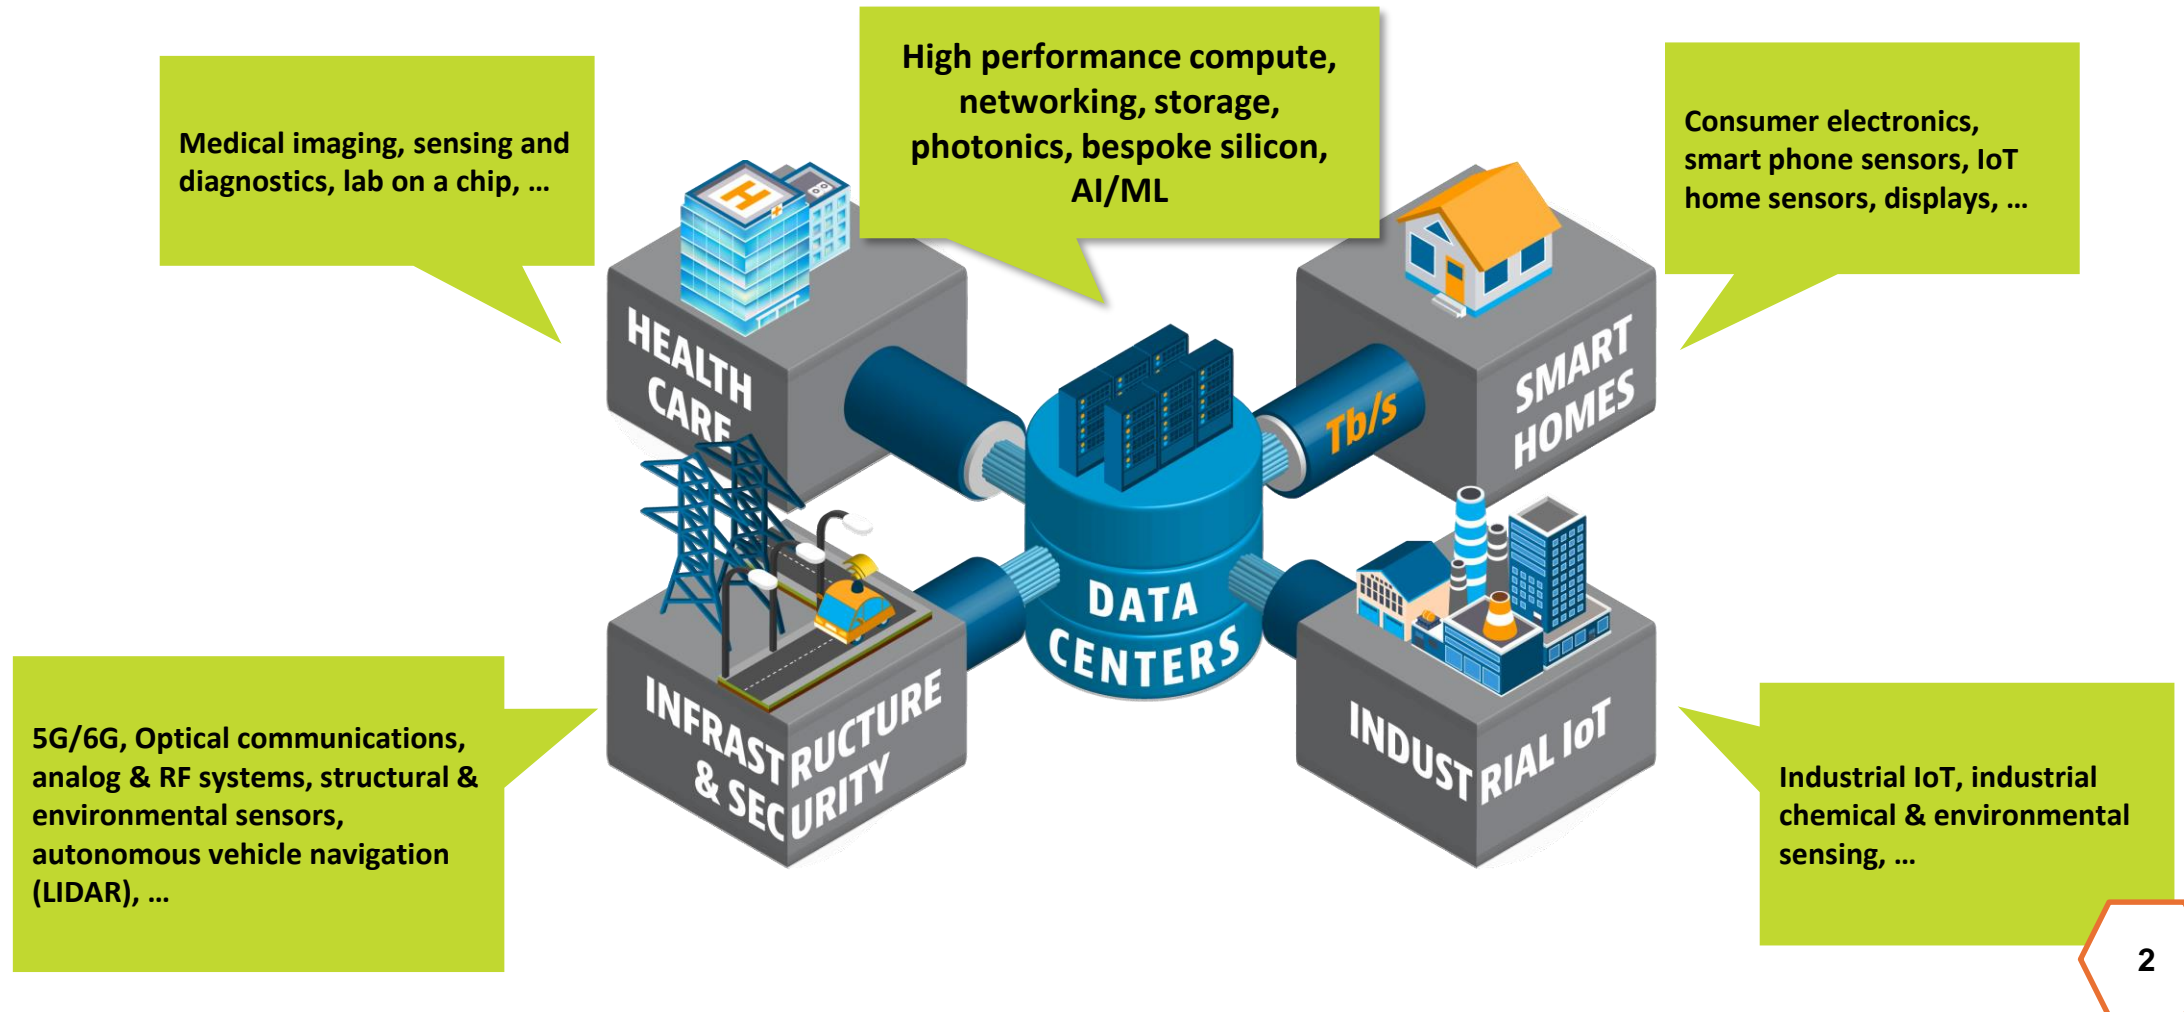 High performance compute,
networking, storage,
photonics, bespoke silicon,
AI/ML
Medical imaging, sensing and
diagnostics, lab on a chip, …
Consumer electronics,
smart phone sensors, IoT
home sensors, displays, …
HEALTH
CARE
Tb/s
SMART
HOMES
DATA
CENTERS
INFRASTRUCTURE
& SECURITY
INDUSTRIAL IoT
5G/6G, Optical communications,
analog & RF systems, structural &
environmental sensors,
autonomous vehicle navigation
(LIDAR), …
Industrial IoT, industrial
chemical & environmental
sensing, …
H
2